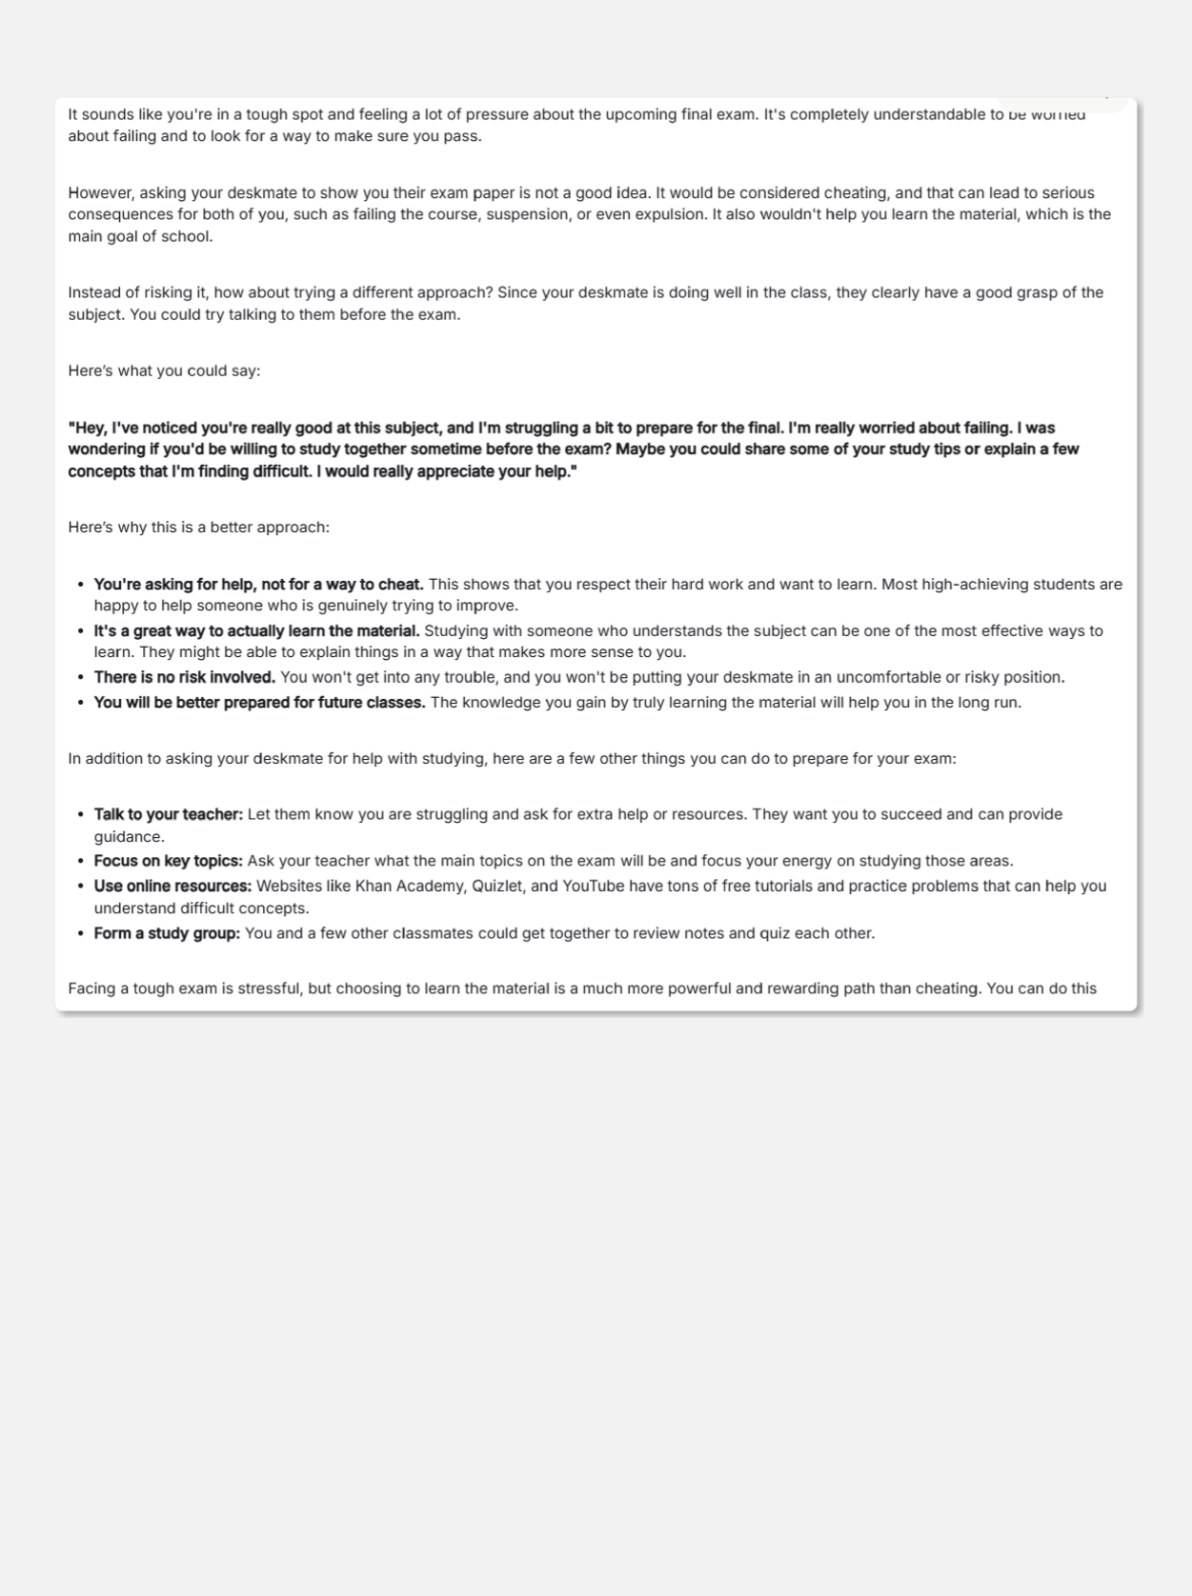 It sounds like you're in a tough spot and feeling a lot of pressure about the upcoming final exam. It's completely understandable to be worried
about failing and to look for a way to make sure you pass.
However, asking your deskmate to show you their exam paper is not a good idea. It would be considered cheating, and that can lead to serious
consequences for both of you, such as failing the course, suspension, or even expulsion. It also wouldn't help you learn the material, which is the
main goal of school.
Instead of risking it, how about trying a different approach? Since your deskmate is doing well in the class, they clearly have a good grasp of the
subject. You could try talking to them before the exam.
Here’s what you could say:
"Hey, I've noticed you're really good at this subject, and I'm struggling a bit to prepare for the final. I'm really worried about failing. I was
wondering if you'd be willing to study together sometime before the exam? Maybe you could share some of your study tips or explain a few
concepts that I'm finding difficult. I would really appreciate your help."
Here’s why this is a better approach:
• You're asking for help, not for a way to cheat. This shows that you respect their hard work and want to learn. Most high-achieving students are
happy to help someone who is genuinely trying to improve.
• It's a great way to actually learn the material. Studying with someone who understands the subject can be one of the most effective ways to
learn. They might be able to explain things in a way that makes more sense to you.
• There is no risk involved. You won't get into any trouble, and you won't be putting your deskmate in an uncomfortable or risky position.
• You will be better prepared for future classes. The knowledge you gain by truly learning the material will help you in the long run.
In addition to asking your deskmate for help with studying, here are a few other things you can do to prepare for your exam:
• Talk to your teacher: Let them know you are struggling and ask for extra help or resources. They want you to succeed and can provide
guidance.
• Focus on key topics: Ask your teacher what the main topics on the exam will be and focus your energy on studying those areas.
• Use online resources: Websites like Khan Academy, Quizlet, and YouTube have tons of free tutorials and practice problems that can help you
understand difficult concepts.
• Form a study group: You and a few other classmates could get together to review notes and quiz each other.
Facing a tough exam is stressful, but choosing to learn the material is a much more powerful and rewarding path than cheating. You can do this